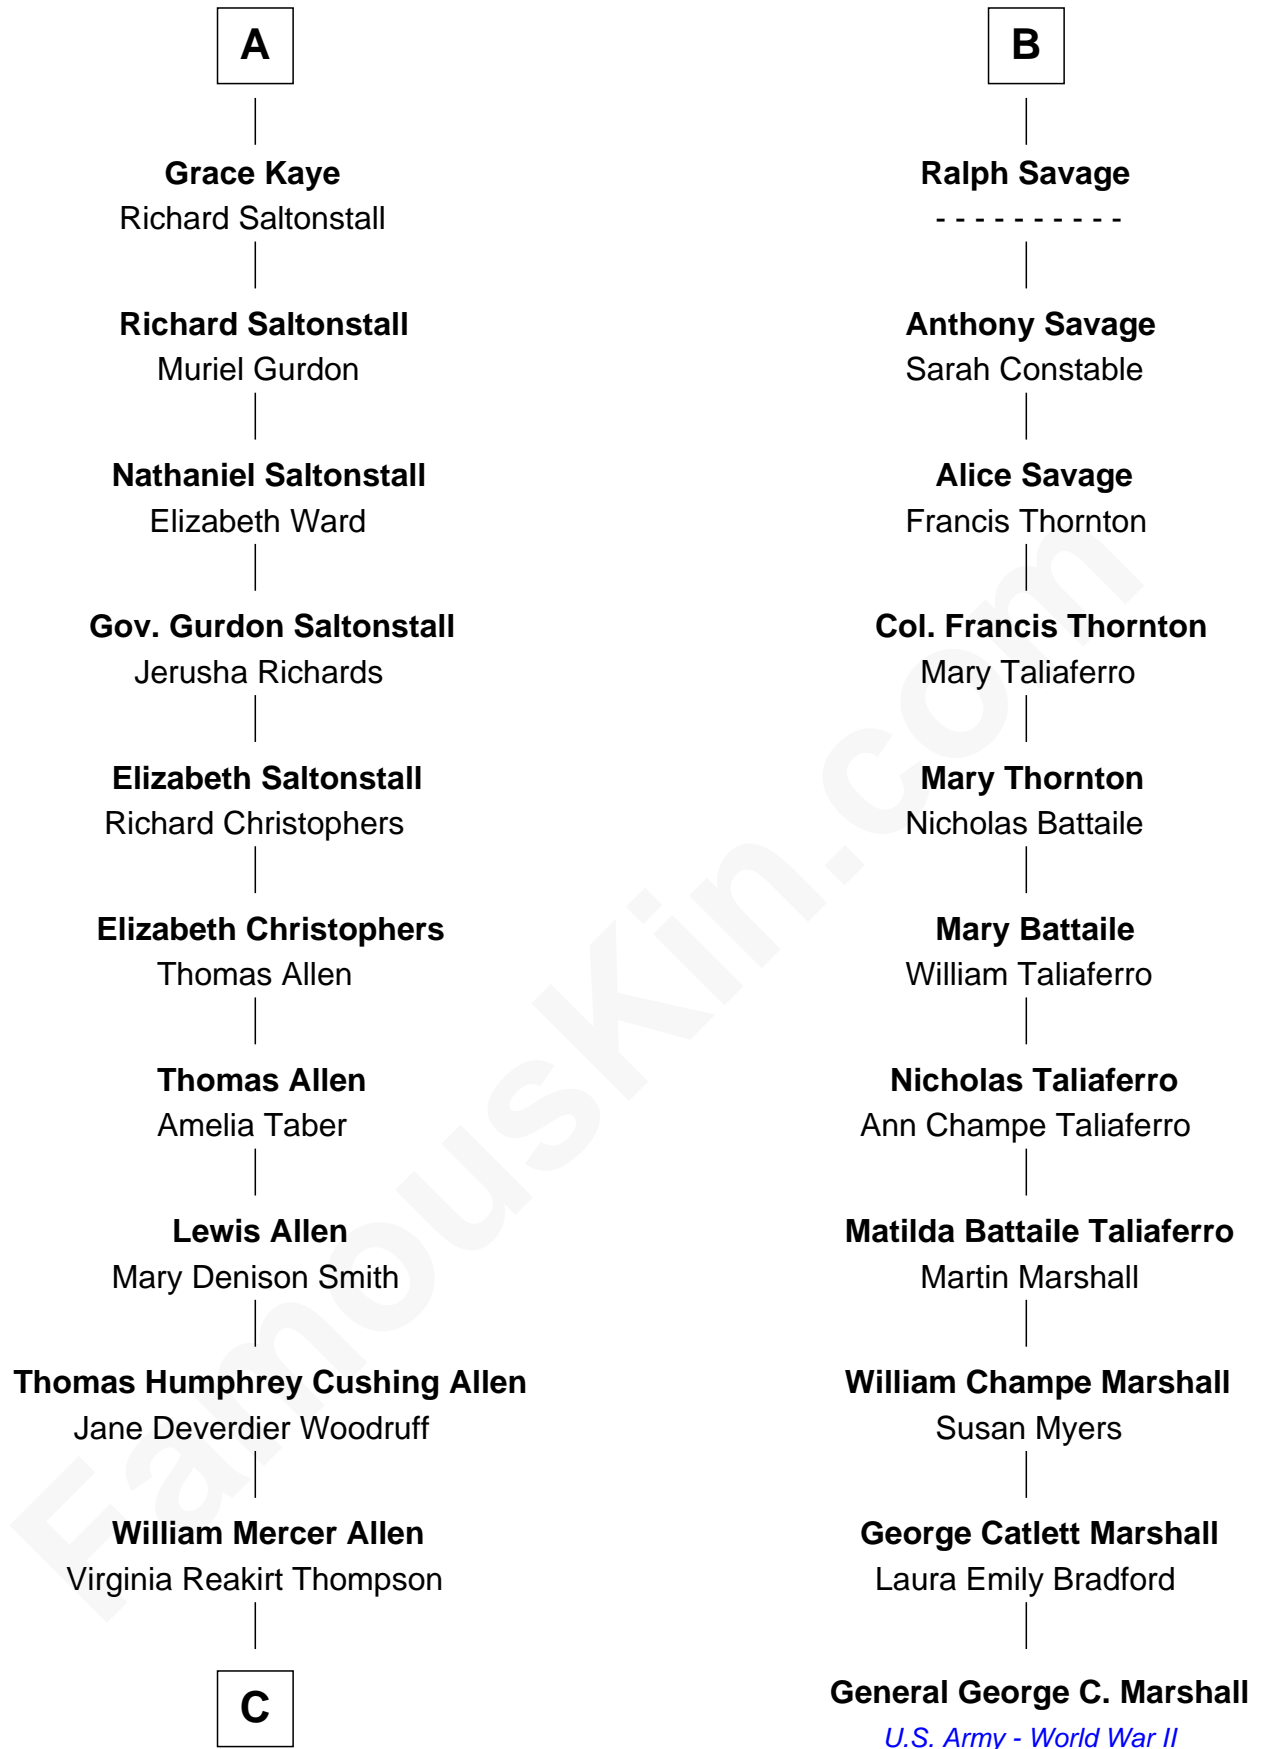 A
Grace Kaye
Richard Saltonstall
Richard Saltonstall
Muriel Gurdon
Nathaniel Saltonstall
Elizabeth Ward
Gov. Gurdon Saltonstall
Jerusha Richards
Elizabeth Saltonstall
Richard Christophers
Elizabeth Christophers
Thomas Allen
Thomas Allen
Amelia Taber
Lewis Allen
Mary Denison Smith
Thomas Humphrey Cushing Allen
Jane Deverdier Woodruff
William Mercer Allen
Virginia Reakirt Thompson
C
B
Ralph Savage
- - - - - - - - - -
Anthony Savage
Sarah Constable
Alice Savage
Francis Thornton
Col. Francis Thornton
Mary Taliaferro
Mary Thornton
Nicholas Battaile
Mary Battaile
William Taliaferro
Nicholas Taliaferro
Ann Champe Taliaferro
Matilda Battaile Taliaferro
Martin Marshall
William Champe Marshall
Susan Myers
George Catlett Marshall
Laura Emily Bradford
General George C. Marshall
U.S. Army - World War II
FamousKin.com